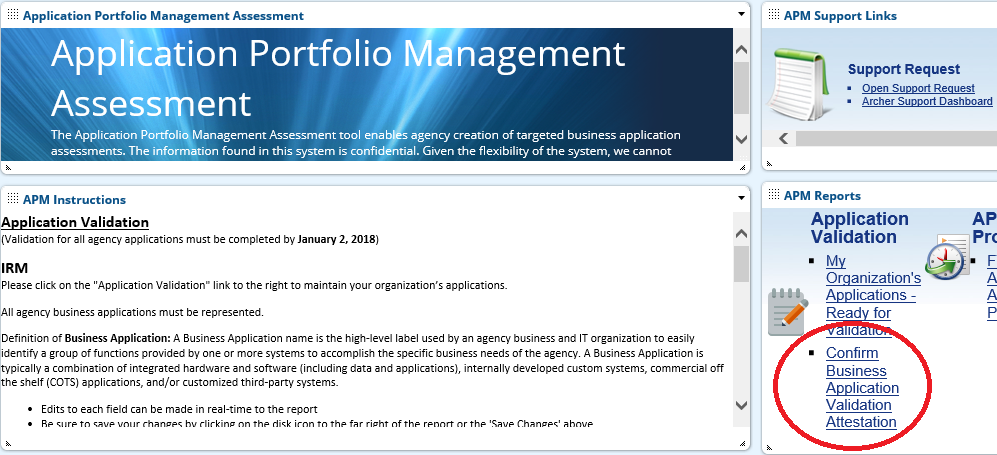 Application Portfolio Management Assessment
Application Portfolio Management
Assessment
The Application Portfolio Management Assessment tool enables agency creation of targeted business application
assessments. The information found in this system is confidential. Given the flexibility of the system, we cannot
APM Support Links
Support Request
Open Support Request
Archer Support Dashboard
APM Instructions
Application Validation
(Validation for all agency applications must be completed by January 2, 2018)
IRM
Please click on the "Application Validation" link to the right to maintain your organization's applications.
All agency business applications must be represented.
Definition of Business Application: A Business Application name is the high-level label used by an agency business and IT organization to easily
identify a group of functions provided by one or more systems to accomplish the specific business needs of the agency. A Business Application is
typically a combination of integrated hardware and software (including data and applications), internally developed custom systems, commercial off
the shelf (COTS) applications, and/or customized third-party systems.
• Edits to each field can be made in real-time to the report
• Be sure to save your changes by clicking on the disk icon to the far right of the report or the 'Save Changes' above
APM Reports
Application
Validation
My
Organization's
Applications -
Ready for
Validation
Confirm
Business
Application
Validation
Attestation
AP
Pro
F
A
A
P